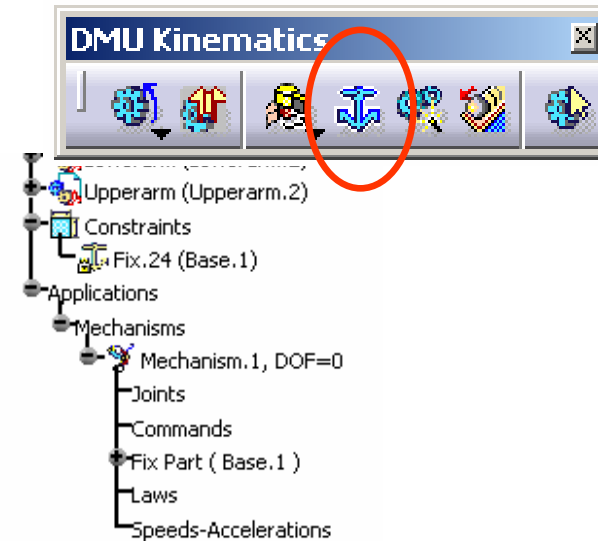 DMU Kinematics
Upperarm (Upperarm.2)
Constraints
Fix.24 (Base.1)
Applications
Mechanisms
Mechanism.1, DOF=0
Joints
Commands
Fix Part ( Base.1 )
Laws
Speeds-Accelerations